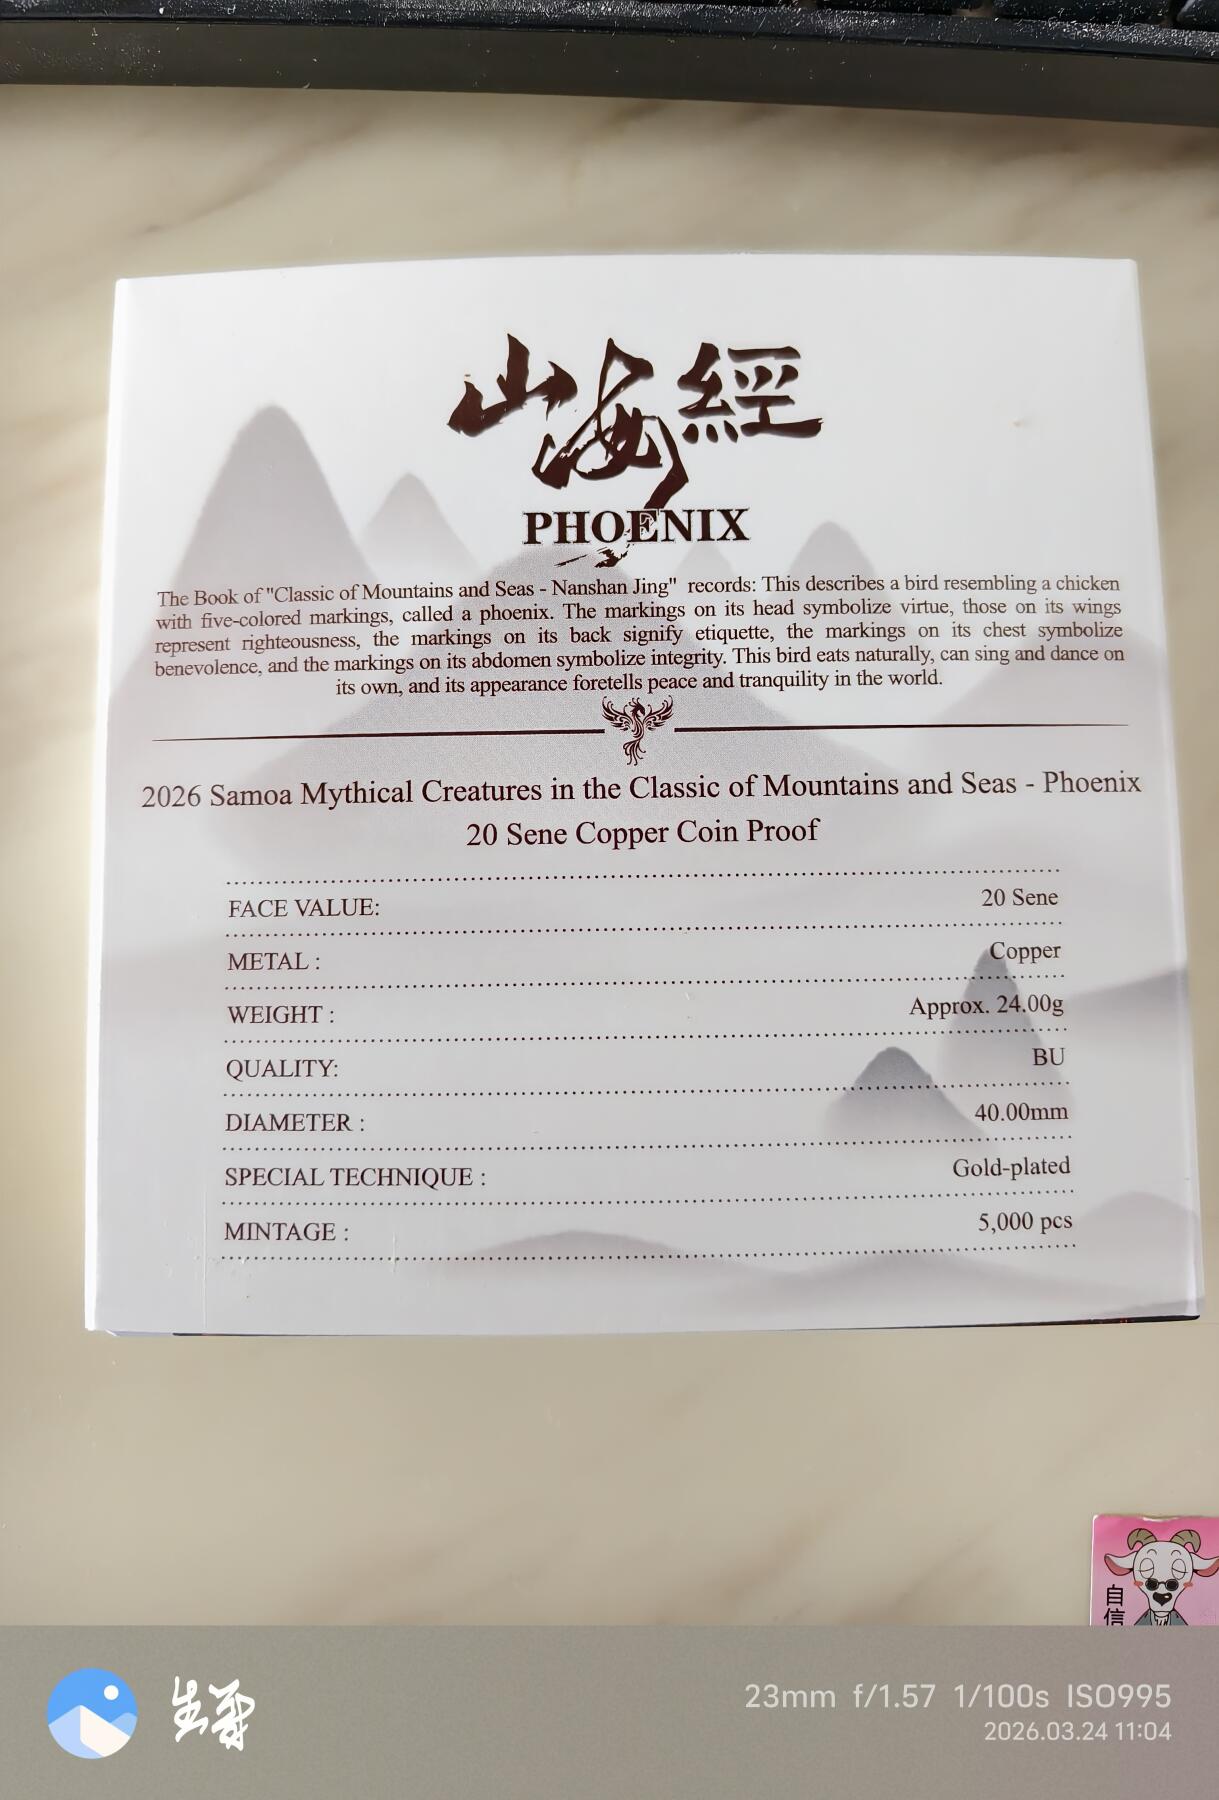 山海經
PHOENIX
The Book of "Classic of Mountains and Seas - Nanshan Jing" records: This describes a bird resembling a chicken
with five-colored markings, called a phoenix. The markings on its head symbolize virtue, those on its wings
represent righteousness, the markings on its back signify etiquette, the markings on its chest symbolize
benevolence, and the markings on its abdomen symbolize integrity. This bird eats naturally, can sing and dance on
its own, and its appearance foretells peace and tranquility in the world.
2026 Samoa Mythical Creatures in the Classic of Mountains and Seas - Phoenix
20 Sene Copper Coin Proof
FACE VALUE: 20 Sene
METAL : Copper
WEIGHT : Approx. 24.00g
QUALITY: BU
DIAMETER : 40.00mm
SPECIAL TECHNIQUE : Gold-plated
MINTAGE : 5,000 pcs
自信
23mm f/1.57 1/100s ISO995
2026.03.24 11:04